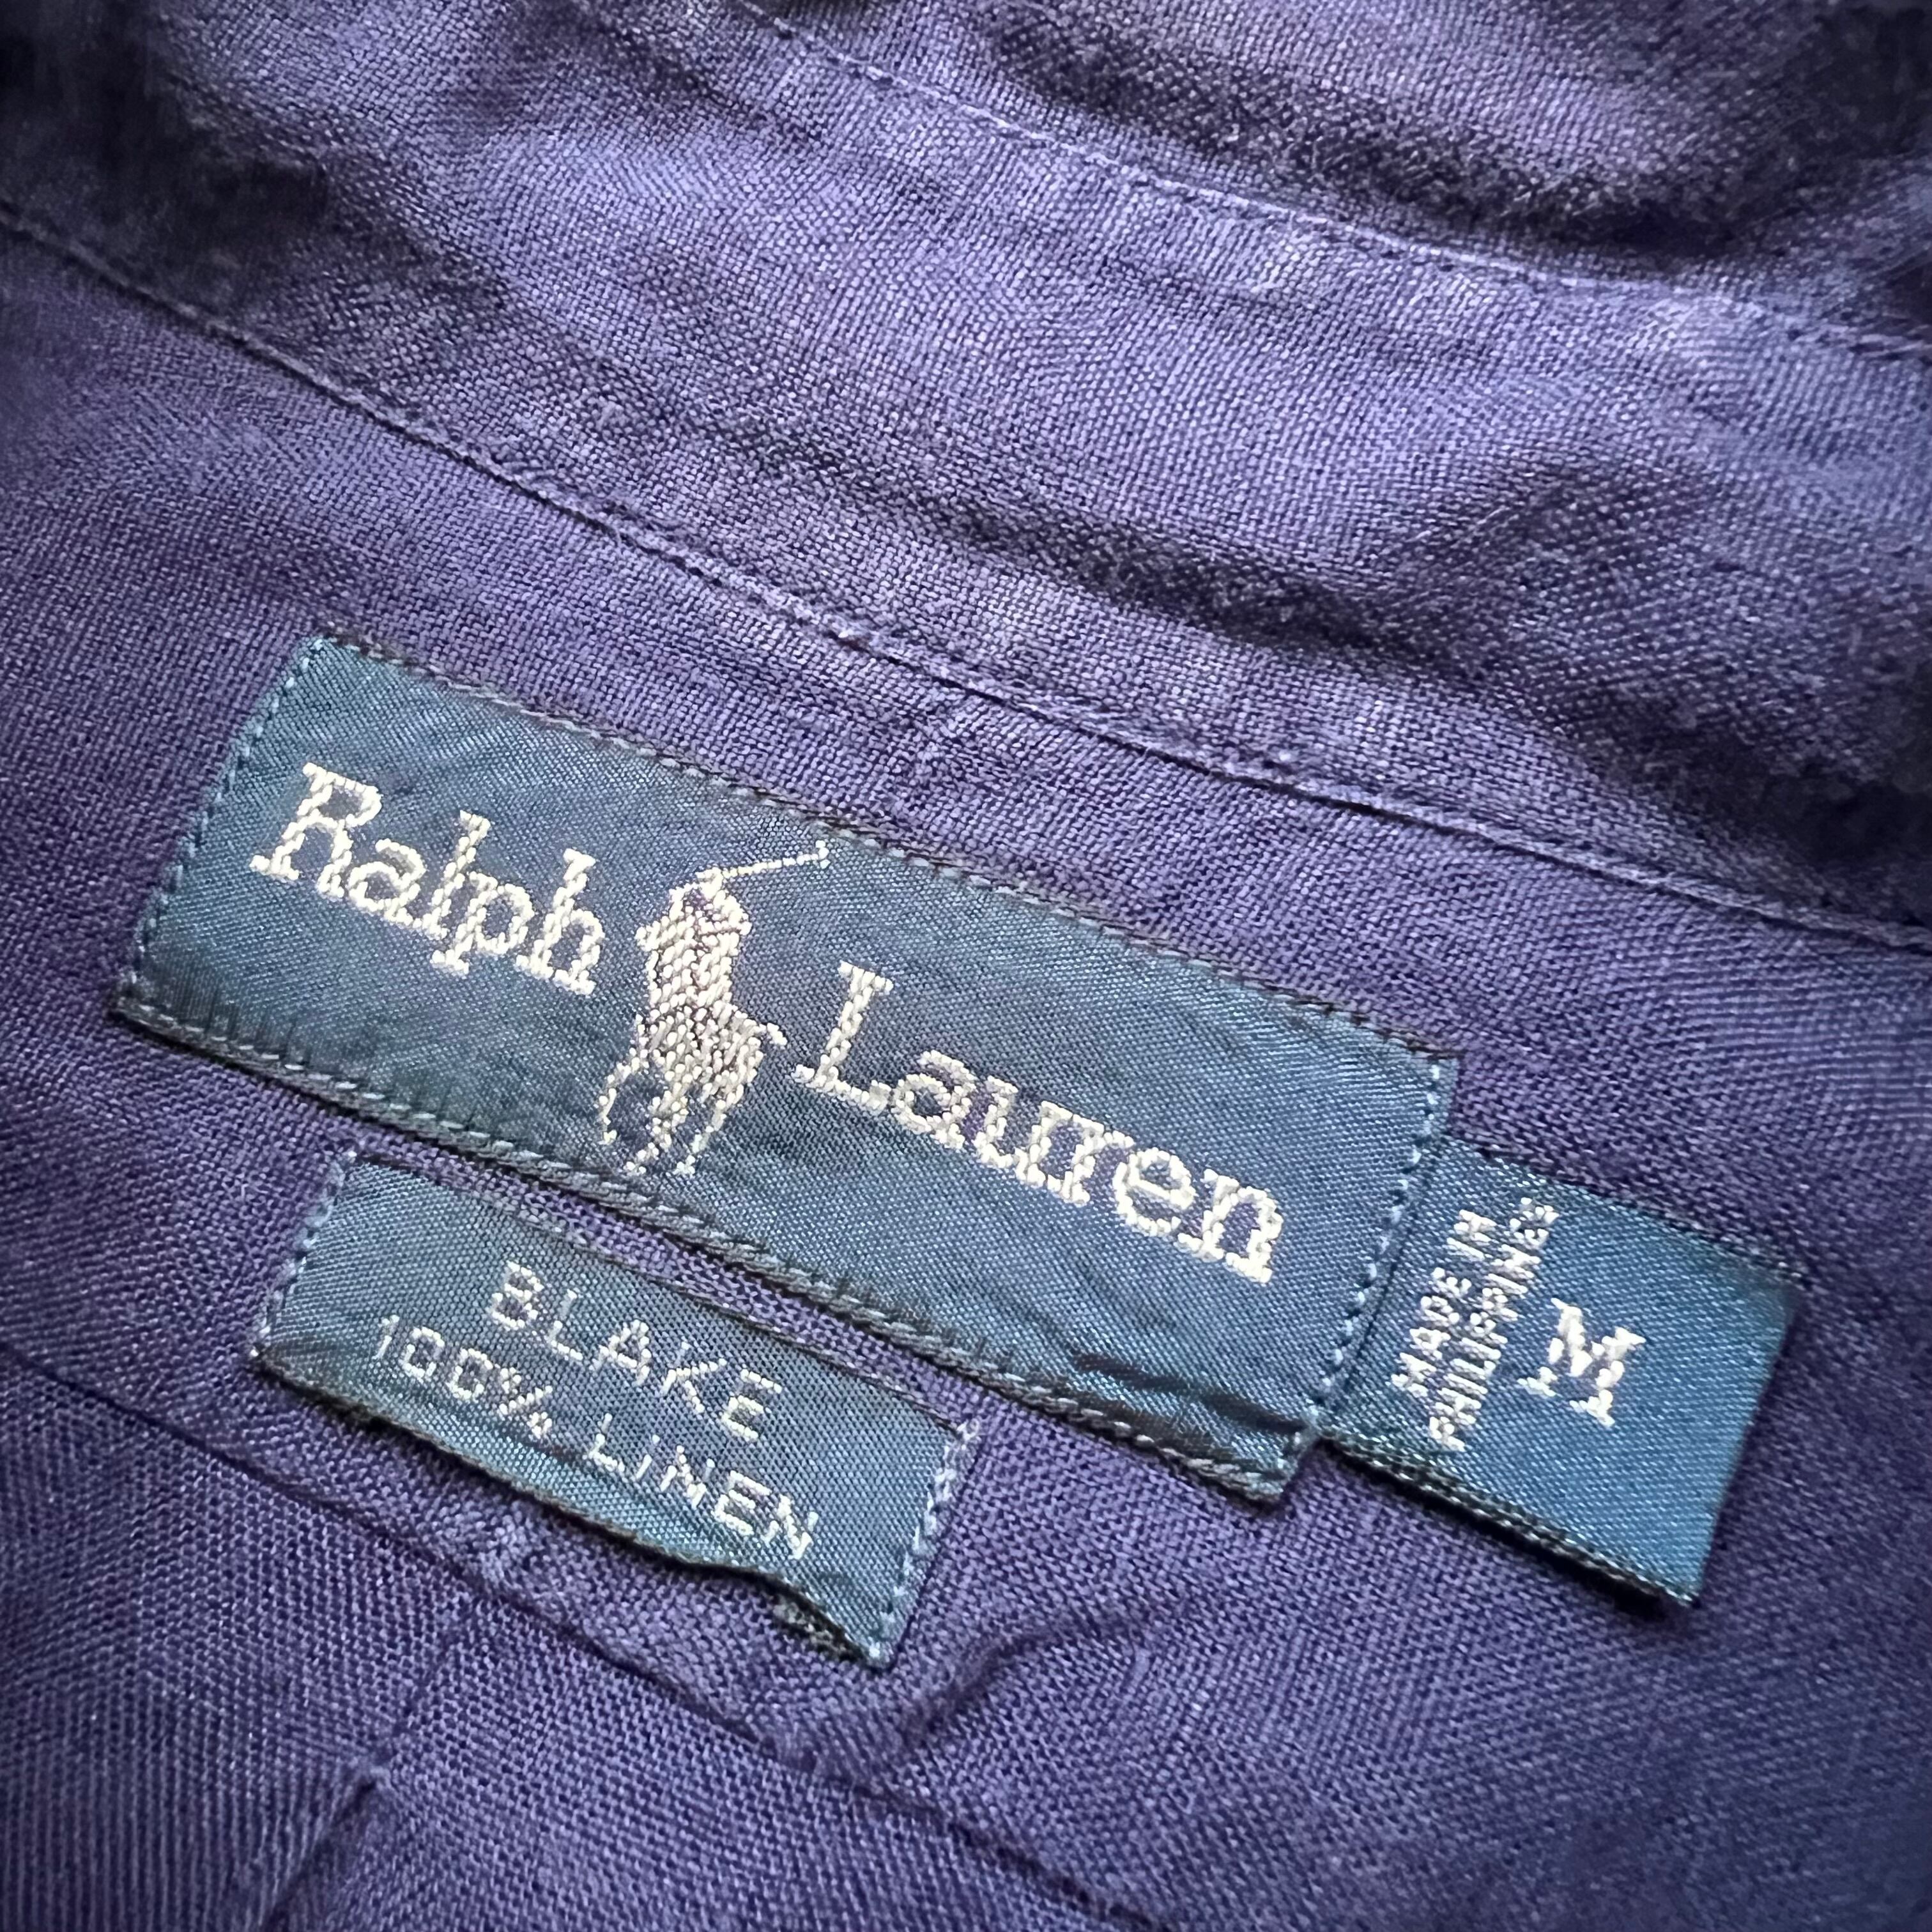 Ralph Lauren
MADE IN
PHILIPPINES
M
BLAKE
100% LINEN